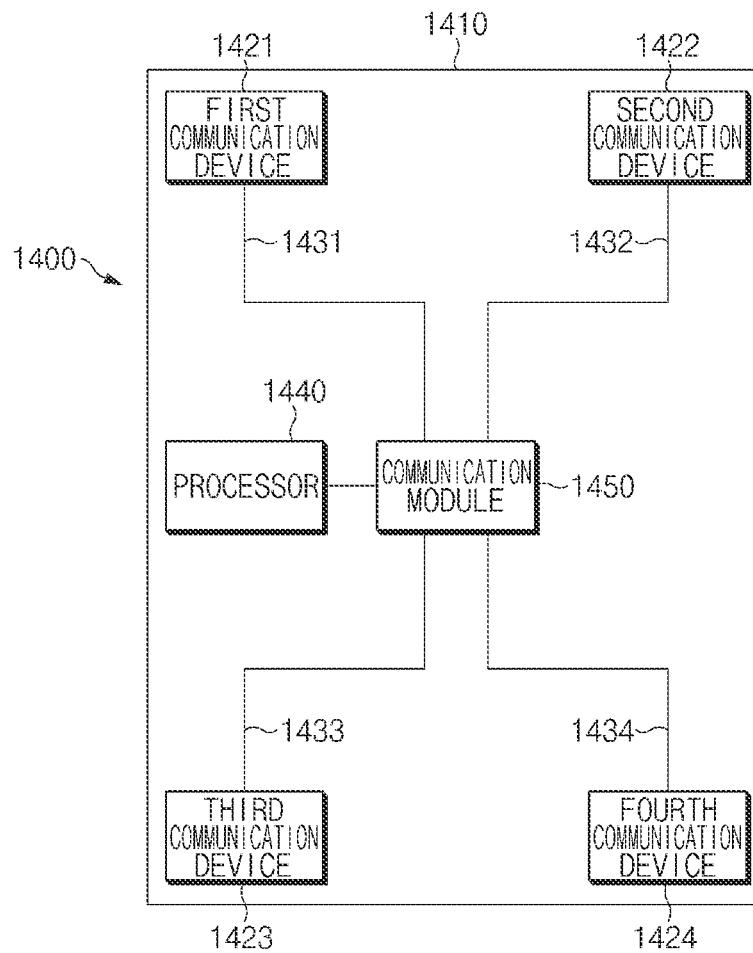 1421
1410
1422
FIRST
COMMUNICATION
DEVICE
SECOND
COMMUNICATION
DEVICE
1431
1432
1400
1440
PROCESSOR
COMMUNICATION
MODULE
1450
1433
1434
THIRD
COMMUNICATION
DEVICE
FOURTH
COMMUNICATION
DEVICE
1423
1424